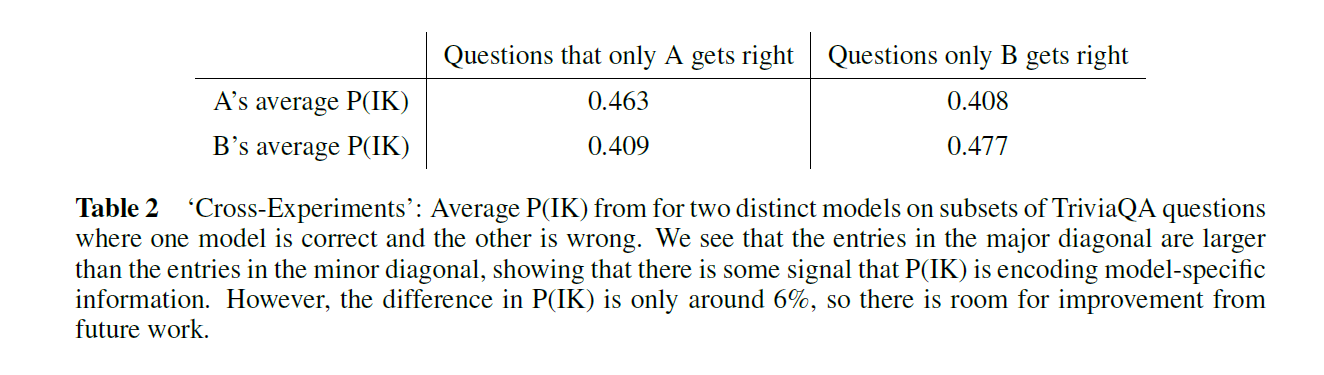 Questions that only A gets right Questions only B gets right
A’s average P(IK) 0.463 0.408
B’s average P(IK) 0.409 0.477
Table 2 ‘Cross-Experiments’: Average P(IK) from for two distinct models on subsets of TriviaQA questions
where one model is correct and the other is wrong. We see that the entries in the major diagonal are larger
than the entries in the minor diagonal, showing that there is some signal that P(IK) is encoding model-specific
information. However, the difference in P(IK) is only around 6%, so there is room for improvement from
future work.